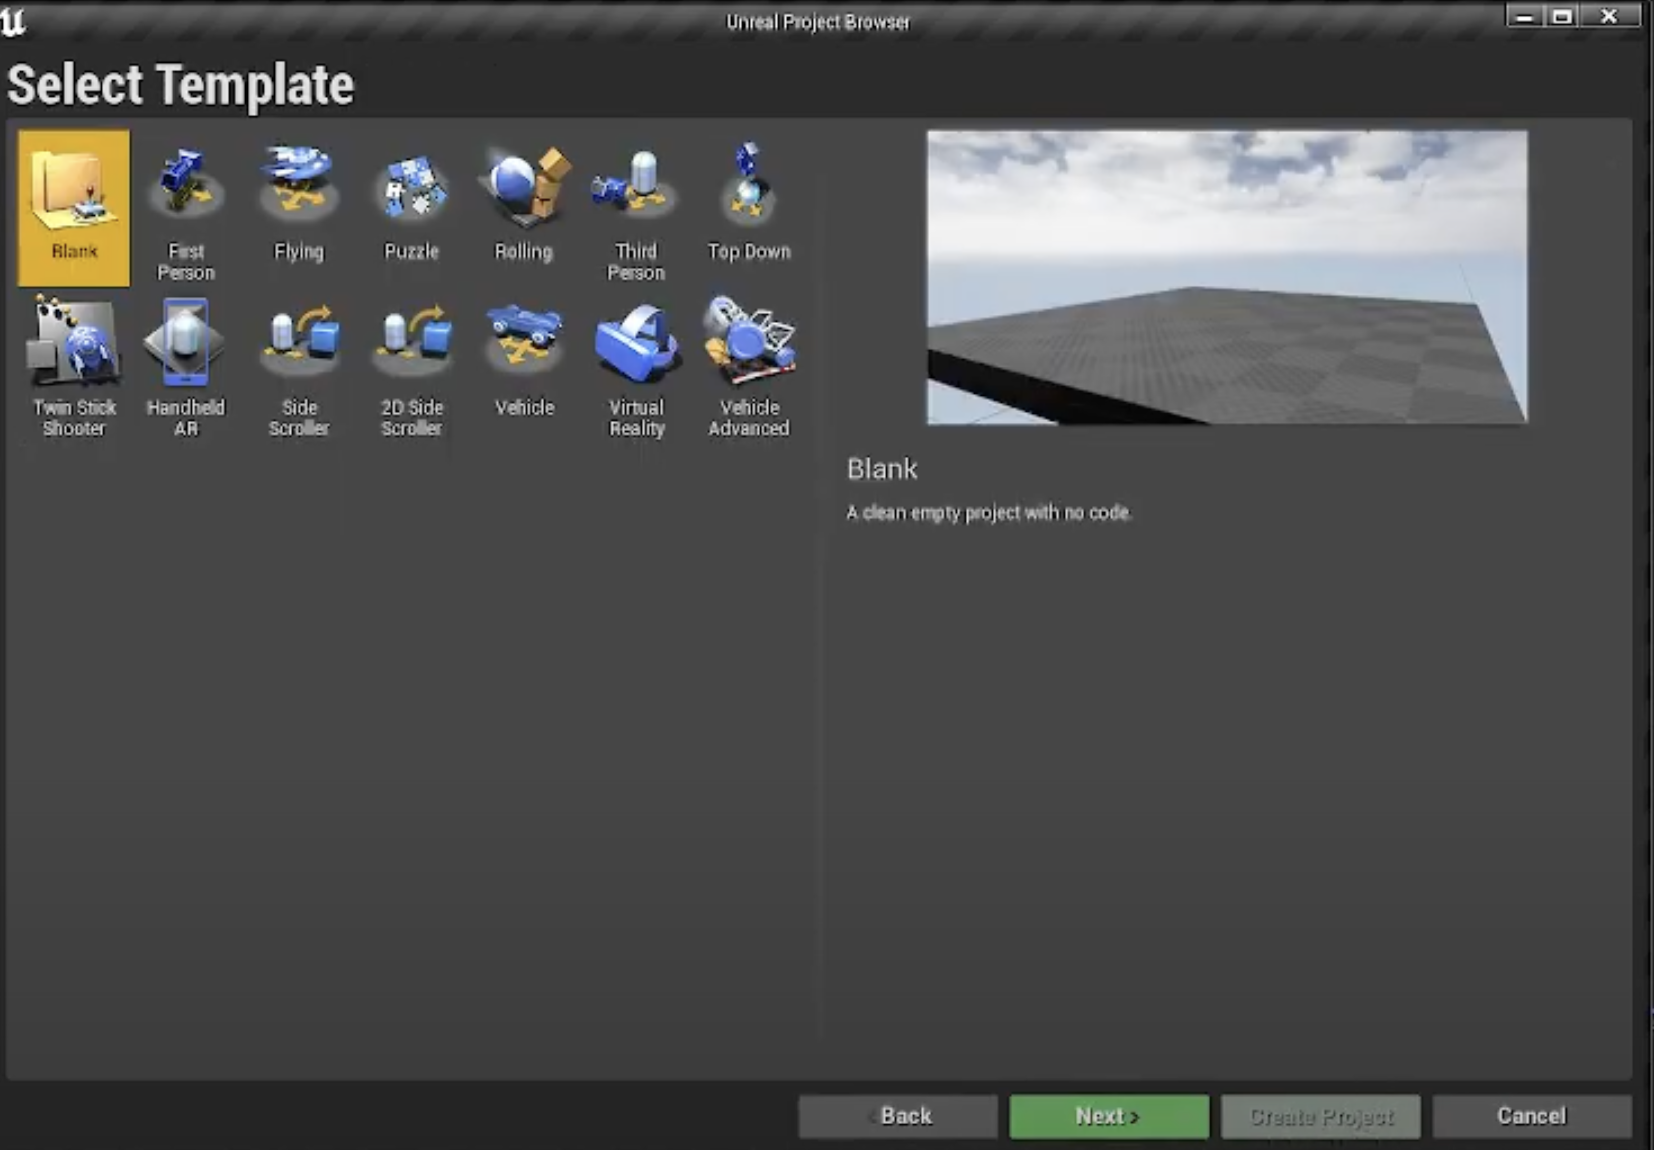 Unreal Project Browser
Select Template
Blank
First
Person
Flying
Puzzle
Rolling
Third
Person
Top Down
Twin Stick
Shooter
Handheld
AR
Side
Scroller
2D Side
Scroller
Vehicle
Virtual
Reality
Vehicle
Advanced
Blank
A clean empty project with no code.
< Back
Next >
Create Project
Cancel